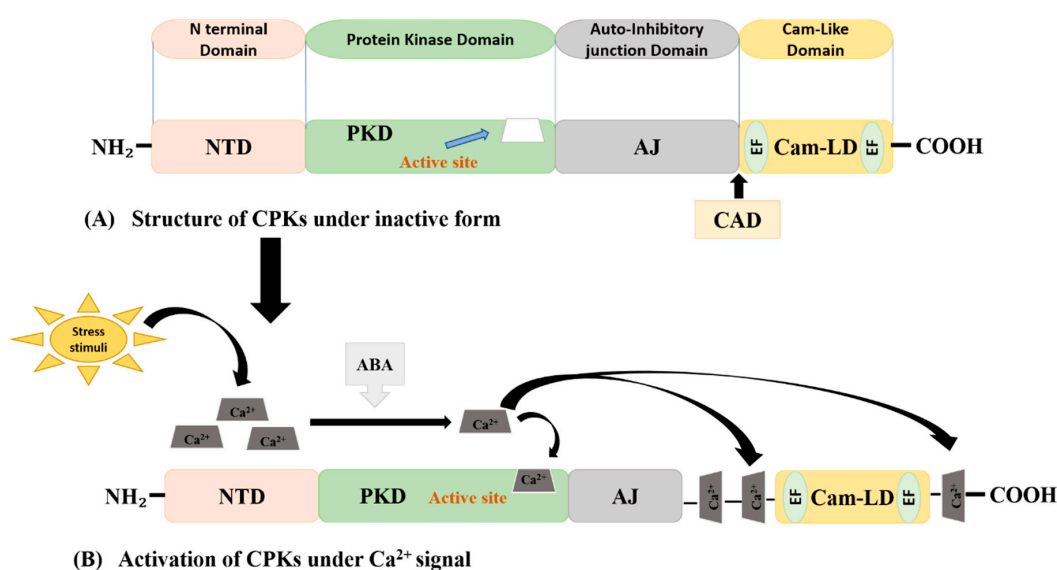 N terminal
Domain
Protein Kinase Domain
Auto-Inhibitory
junction Domain
Cam-Like
Domain
NH₂
NTD
PKD
Active site
AJ
EF
Cam-LD
EF
COOH
CAD
(A) Structure of CPKs under inactive form
Stress
stimuli
ABA
Ca²⁺
Ca²⁺
Ca²⁺
Ca²⁺
NH₂
NTD
PKD
Active site
Ca²⁺
AJ
Ca²⁺
Ca²⁺
EF
Cam-LD
EF
Ca²⁺
COOH
(B) Activation of CPKs under Ca²⁺ signal